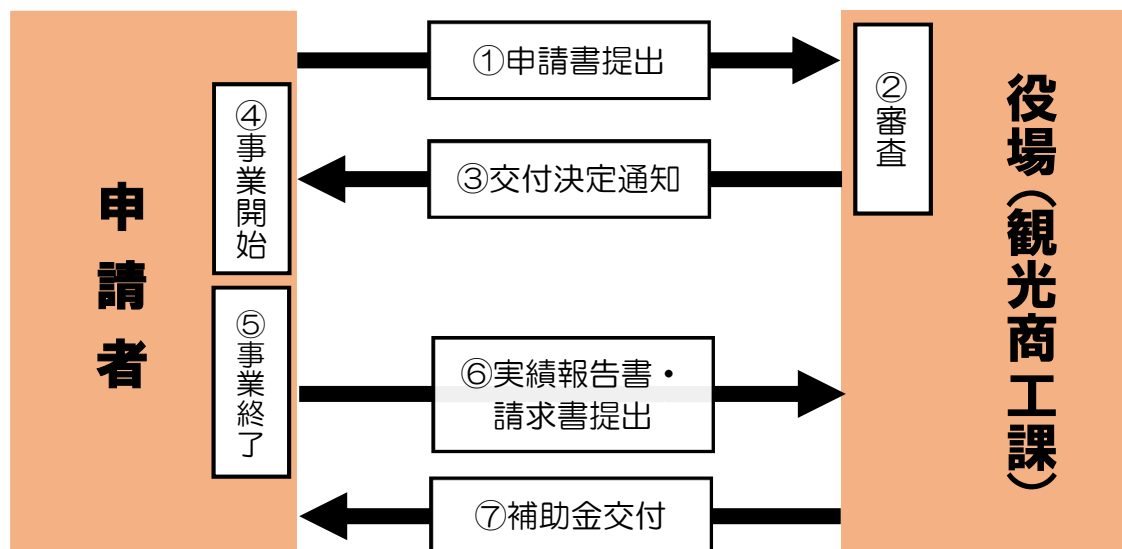 申請者
①申請書提出
②審査
③交付決定通知
④事業開始
⑤事業終了
⑥実績報告書・
請求書提出
⑦補助金交付
役場(観光商工課)